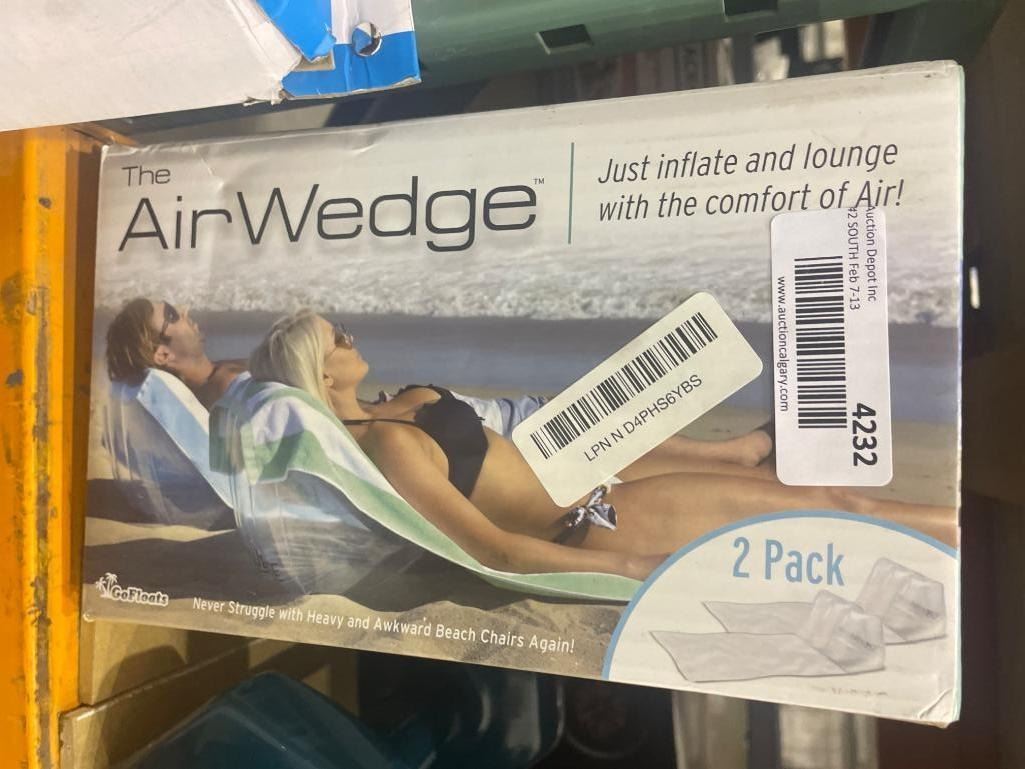 The
AirWedge™
Just inflate and lounge
with the comfort of Air!
Auction Depot Inc
#2 SOUTH Feb 7-13
4232
www.auctioncalgary.com
LPN N D4PHS6YBS
2 Pack
GoFloats
Never Struggle with Heavy and Awkward Beach Chairs Again!